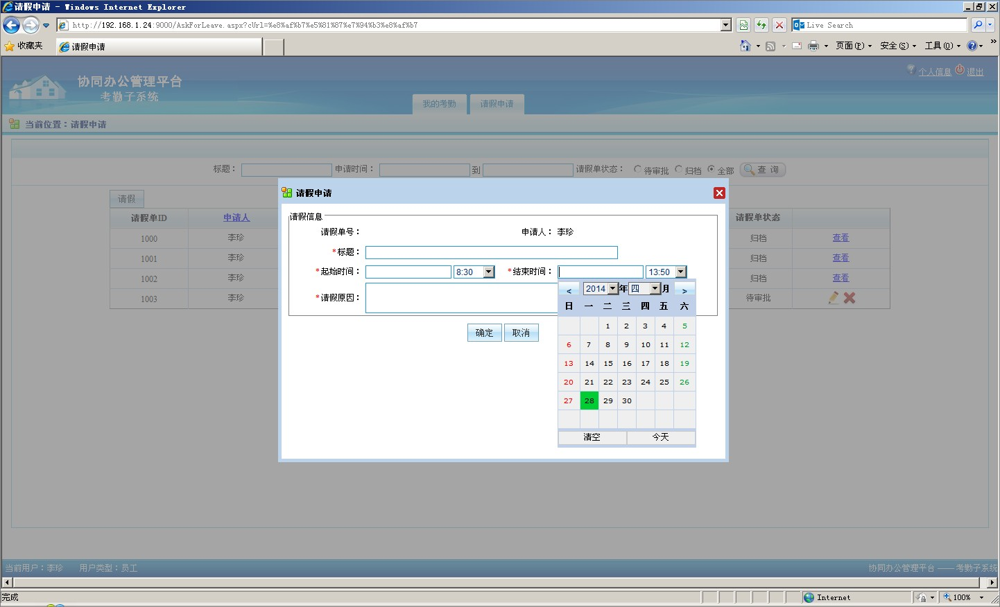 请假申请 - Windows Internet Explorer
http://192.168.1.24:9000/AskForLeave.aspx?cUrl=%e8%af%b7%e5%81%87%e7%94%b3%e8%af%b7
Live Search
收藏夹
请假申请
页面(P)
安全(S)
工具(O)
协同办公管理平台
考勤子系统
我的考勤
请假申请
个人信息
退出
当前位置：请假申请
标题：
申请时间：
到
请假单状态：
待审批
归档
全部
查 询
请假
请假单ID
申请人
请假单状态
1000
李珍
归档
查看
1001
李珍
归档
查看
1002
李珍
归档
查看
1003
李珍
待审批
请假申请
请假信息
请假单号：
申请人： 李珍
*标题：
*起始时间：
8:30
*结束时间：
13:50
*请假原因：
确定
取消
< 2014 年 四 月 >
日 一 二 三 四 五 六
1 2 3 4 5
6 7 8 9 10 11 12
13 14 15 16 17 18 19
20 21 22 23 24 25 26
27 28 29 30
清空
今天
当前用户：李珍
用户类型：员工
协同办公管理平台 ——考勤子系统
完成
Internet
100%